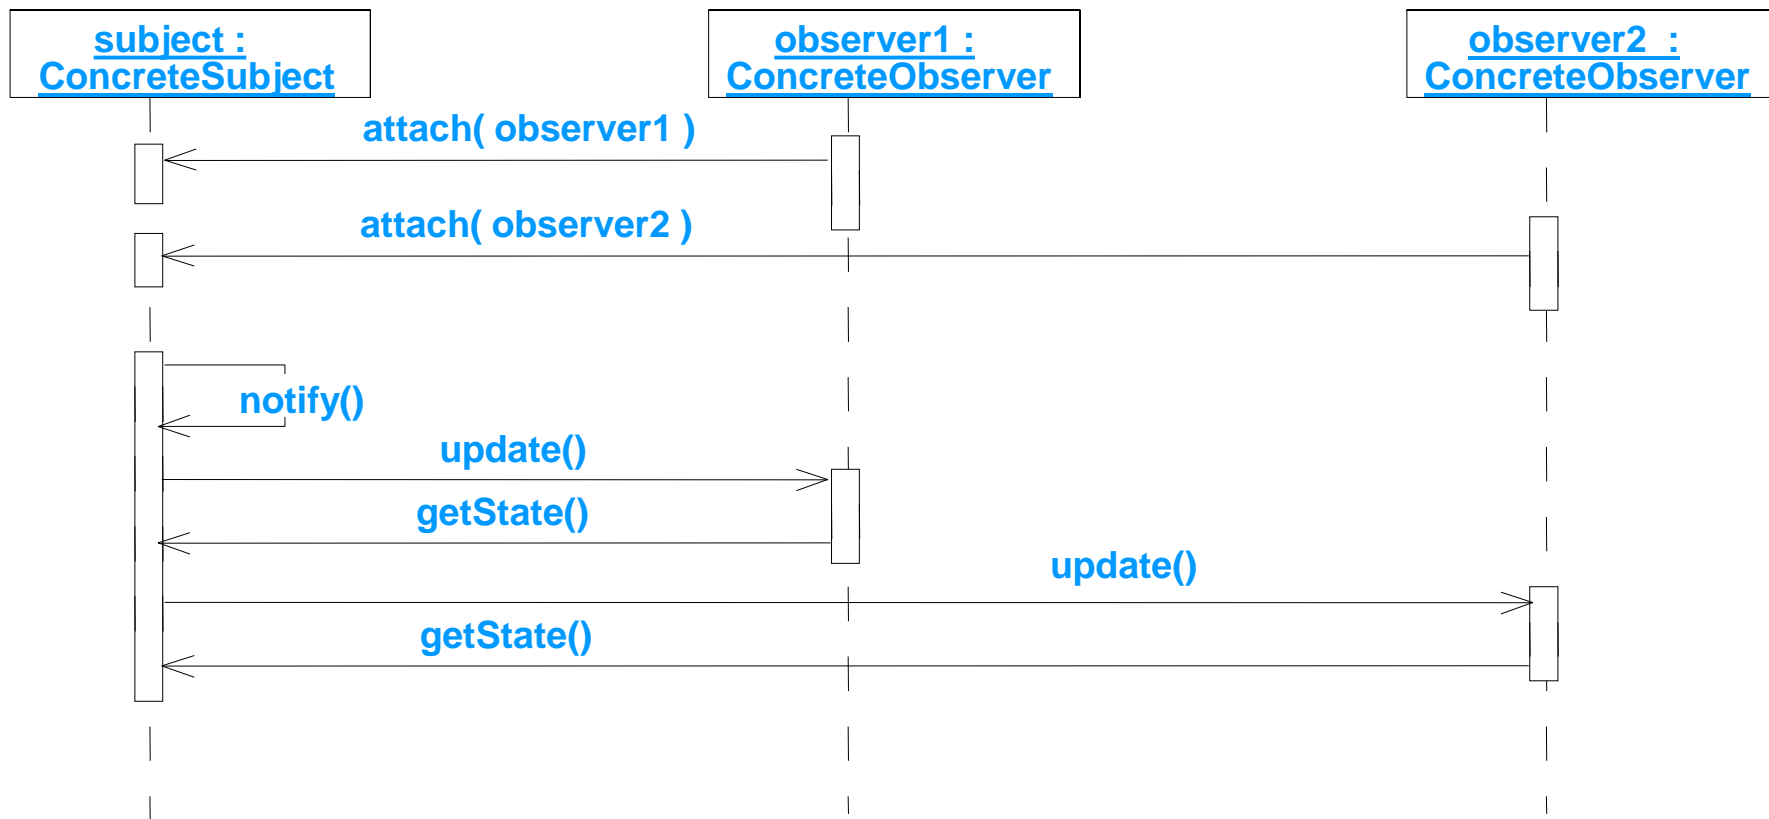 subject :
ConcreteSubject
observer1 :
ConcreteObserver
observer2 :
ConcreteObserver
attach( observer1 )
attach( observer2 )
notify()
update()
getState()
update()
getState()